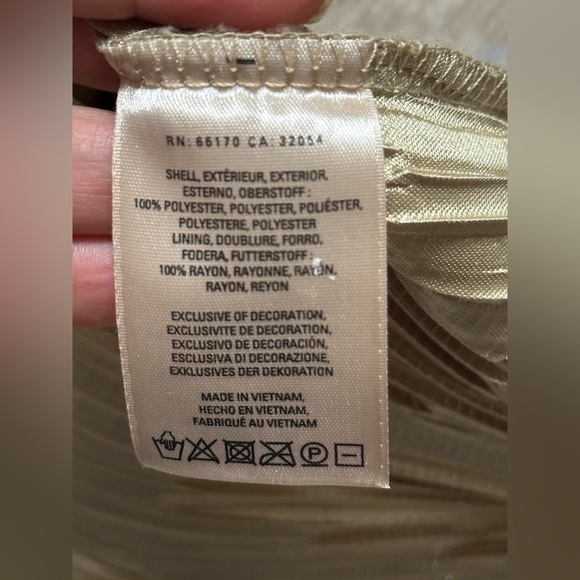 RN: 66170 CA: 32054
SHELL, EXTÉRIEUR, EXTERIOR,
ESTERNO, OBERSTOFF :
100% POLYESTER, POLYESTER, POLIÉSTER,
POLYESTERE, POLYESTER
LINING, DOUBLURE, FORRO,
FODERA, FUTTERSTOFF :
100% RAYON, RAYONNE, RAYÓN,
RAYON, REYON
EXCLUSIVE OF DECORATION,
EXCLUSIVITE DE DECORATION,
EXCLUSIVO DE DECORACIÓN,
ESCLUSIVA DI DECORAZIONE,
EXKLUSIVES DER DEKORATION
MADE IN VIETNAM,
HECHO EN VIETNAM,
FABRIQUÉ AU VIETNAM
P